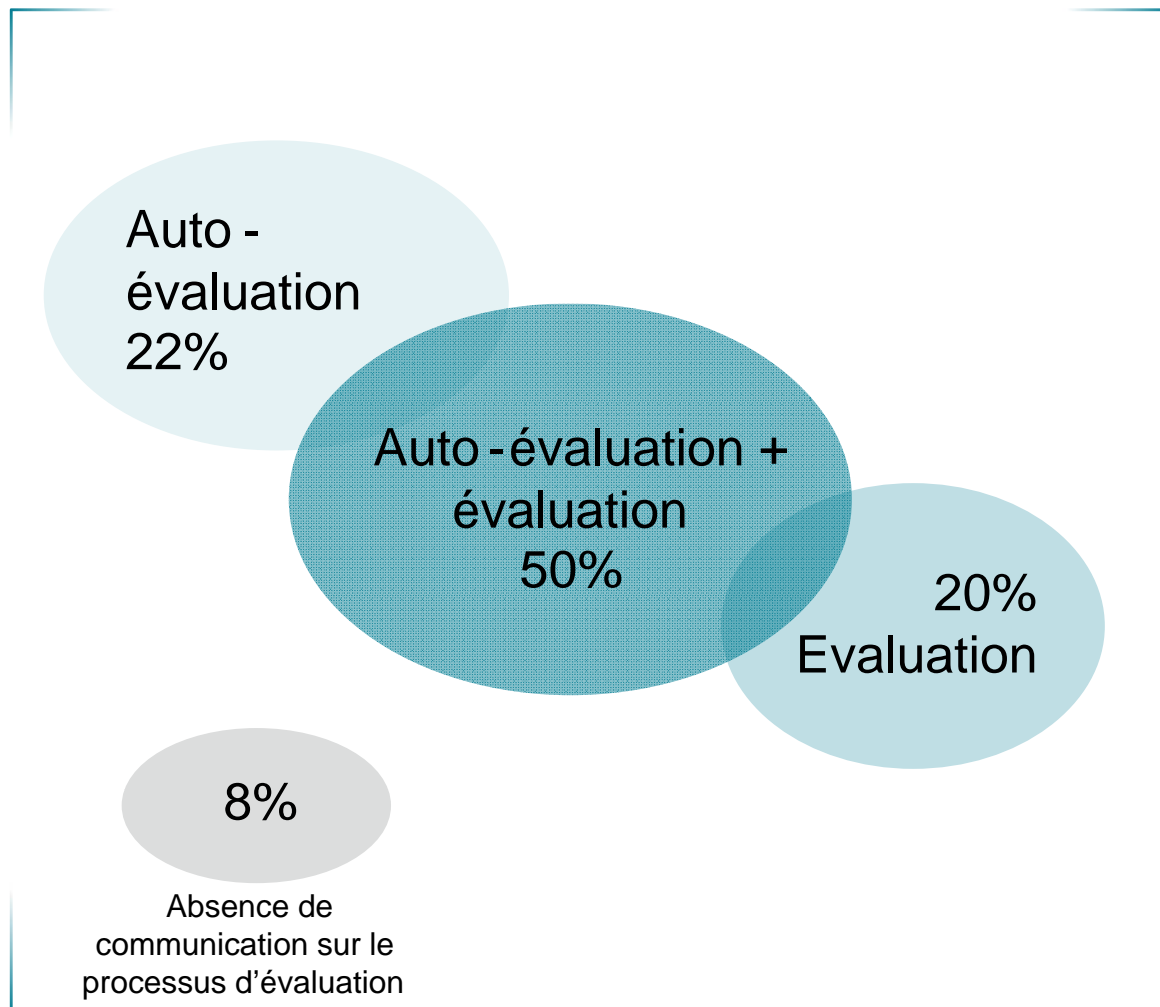 Auto -
évaluation
22%
Auto -évaluation +
évaluation
50%
20%
Evaluation
8%
Absence de
communication sur le
processus d’évaluation